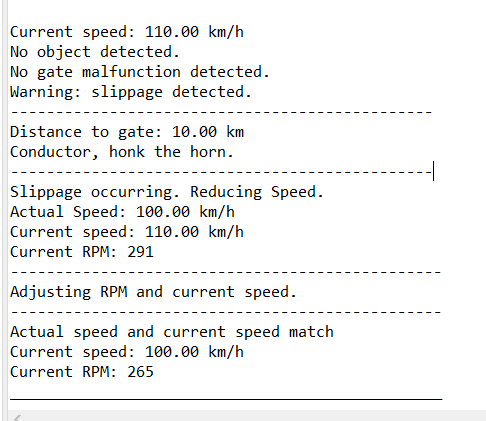 Current speed: 110.00 km/h
No object detected.
No gate malfunction detected.
Warning: slippage detected.
-----------------------------------------------
Distance to gate: 10.00 km
Conductor, honk the horn.
-----------------------------------------------
Slippage occurring. Reducing Speed.
Actual Speed: 100.00 km/h
Current speed: 110.00 km/h
Current RPM: 291
------------------------------------------------
Adjusting RPM and current speed.
------------------------------------------------
Actual speed and current speed match
Current speed: 100.00 km/h
Current RPM: 265
________________________________________________